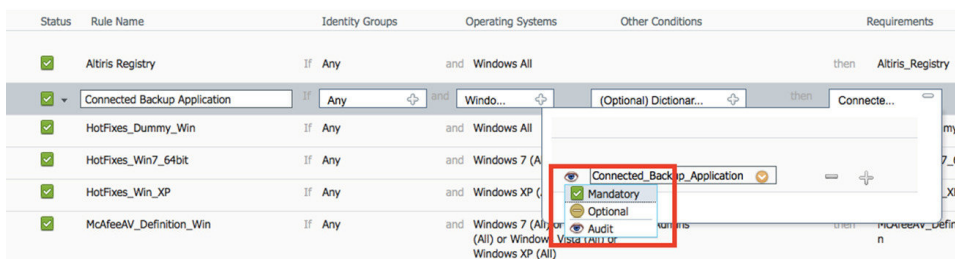 Status Rule Name Identity Groups Operating Systems Other Conditions Requirements
Altiris Registry If Any and Windows All then Altiris_Registry
Connected Backup Application If Any and Windo... (Optional) Dictionar... then Connecte...
HotFixes_Dummy_Win If Any and Windows All
HotFixes_Win7_64bit If Any and Windows 7 (A
Connected_Backup_Application
HotFixes_Win_XP If Any and Windows XP (
Mandatory
Optional
McAfeeAV_Definition_Win If Any and Windows 7 (All) or
Audit
then McAfeeAV_Defin
(All) or Windows Vista (All) or n
Windows XP (All)